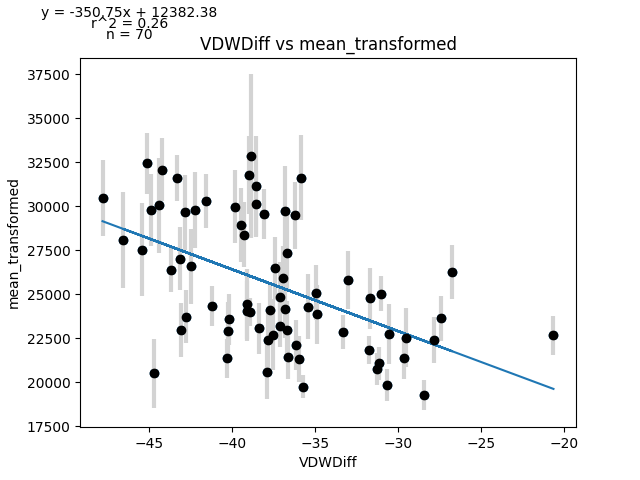 y = -350.75x + 12382.38
r^2 = 0.26
n = 70
VDWDiff vs mean_transformed
37500
35000
32500
30000
27500
25000
22500
20000
17500
mean_transformed
−45
−40
−35
−30
−25
−20
VDWDiff